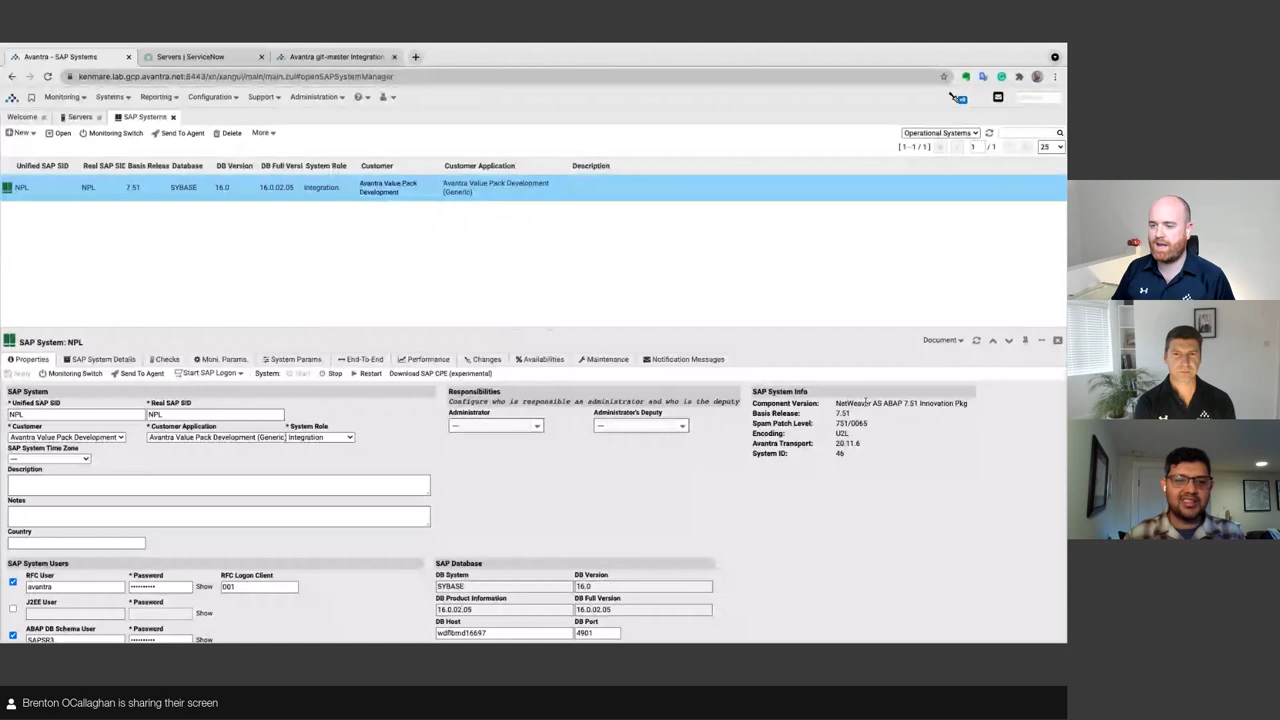 Avantra - SAP Systems
Servers | ServiceNow
Avantra git-master Integration
kenmare.lab.gcp.avantra.net:8443/xn/xangui/main/main.zul#openSAPSystemManager
Monitoring Systems Reporting Configuration Support Administration
Welcome Servers SAP Systems
New Open Monitoring Switch Send To Agent Delete More
Operational Systems
[ 1--1 / 1 ] 1 / 1 25
Unified SAP SID Real SAP SID Basis Releas Database DB Version DB Full Versi System Role Customer Customer Application Description
NPL NPL 7.51 SYBASE 16.0 16.0.02.05 Integration Avantra Value Pack Development Avantra Value Pack Development (Generic)
SAP System: NPL
Document
Properties SAP System Details Checks Moni. Params. System Params. End-To-End Performance Changes Availabilities Maintenance Notification Messages
Save Monitoring Switch Send To Agent Start SAP Logon System: Start Stop Restart Download SAP CPE (experimental)
SAP System
* Unified SAP SID * Real SAP SID
NPL NPL
* Customer * Customer Application * System Role
Avantra Value Pack Development Avantra Value Pack Development (Generic) Integration
SAP System Time Zone
---
Description
Notes
Country
Responsibilities
Configure who is responsible as administrator and who is the deputy
Administrator Administrator's Deputy
--- ---
SAP System Info
Component Version: NetWeaver AS ABAP 7.51 Innovation Pkg
Basis Release: 7.51
Spam Patch Level: 751/0065
Encoding: U2L
Avantra Transport: 20.11.6
System ID: 46
SAP System Users
RFC User * Password RFC Logon Client
avantra •••••••••• Show 001
J2EE User * Password
Show
ABAP DB Schema User * Password
SAPSR3 •••••••••• Show
SAP Database
DB System DB Version
SYBASE 16.0
DB Product Information DB Full Version
16.0.02.05 16.0.02.05
DB Host DB Port
wdflbmd16697 4901
Brenton OCallaghan is sharing their screen